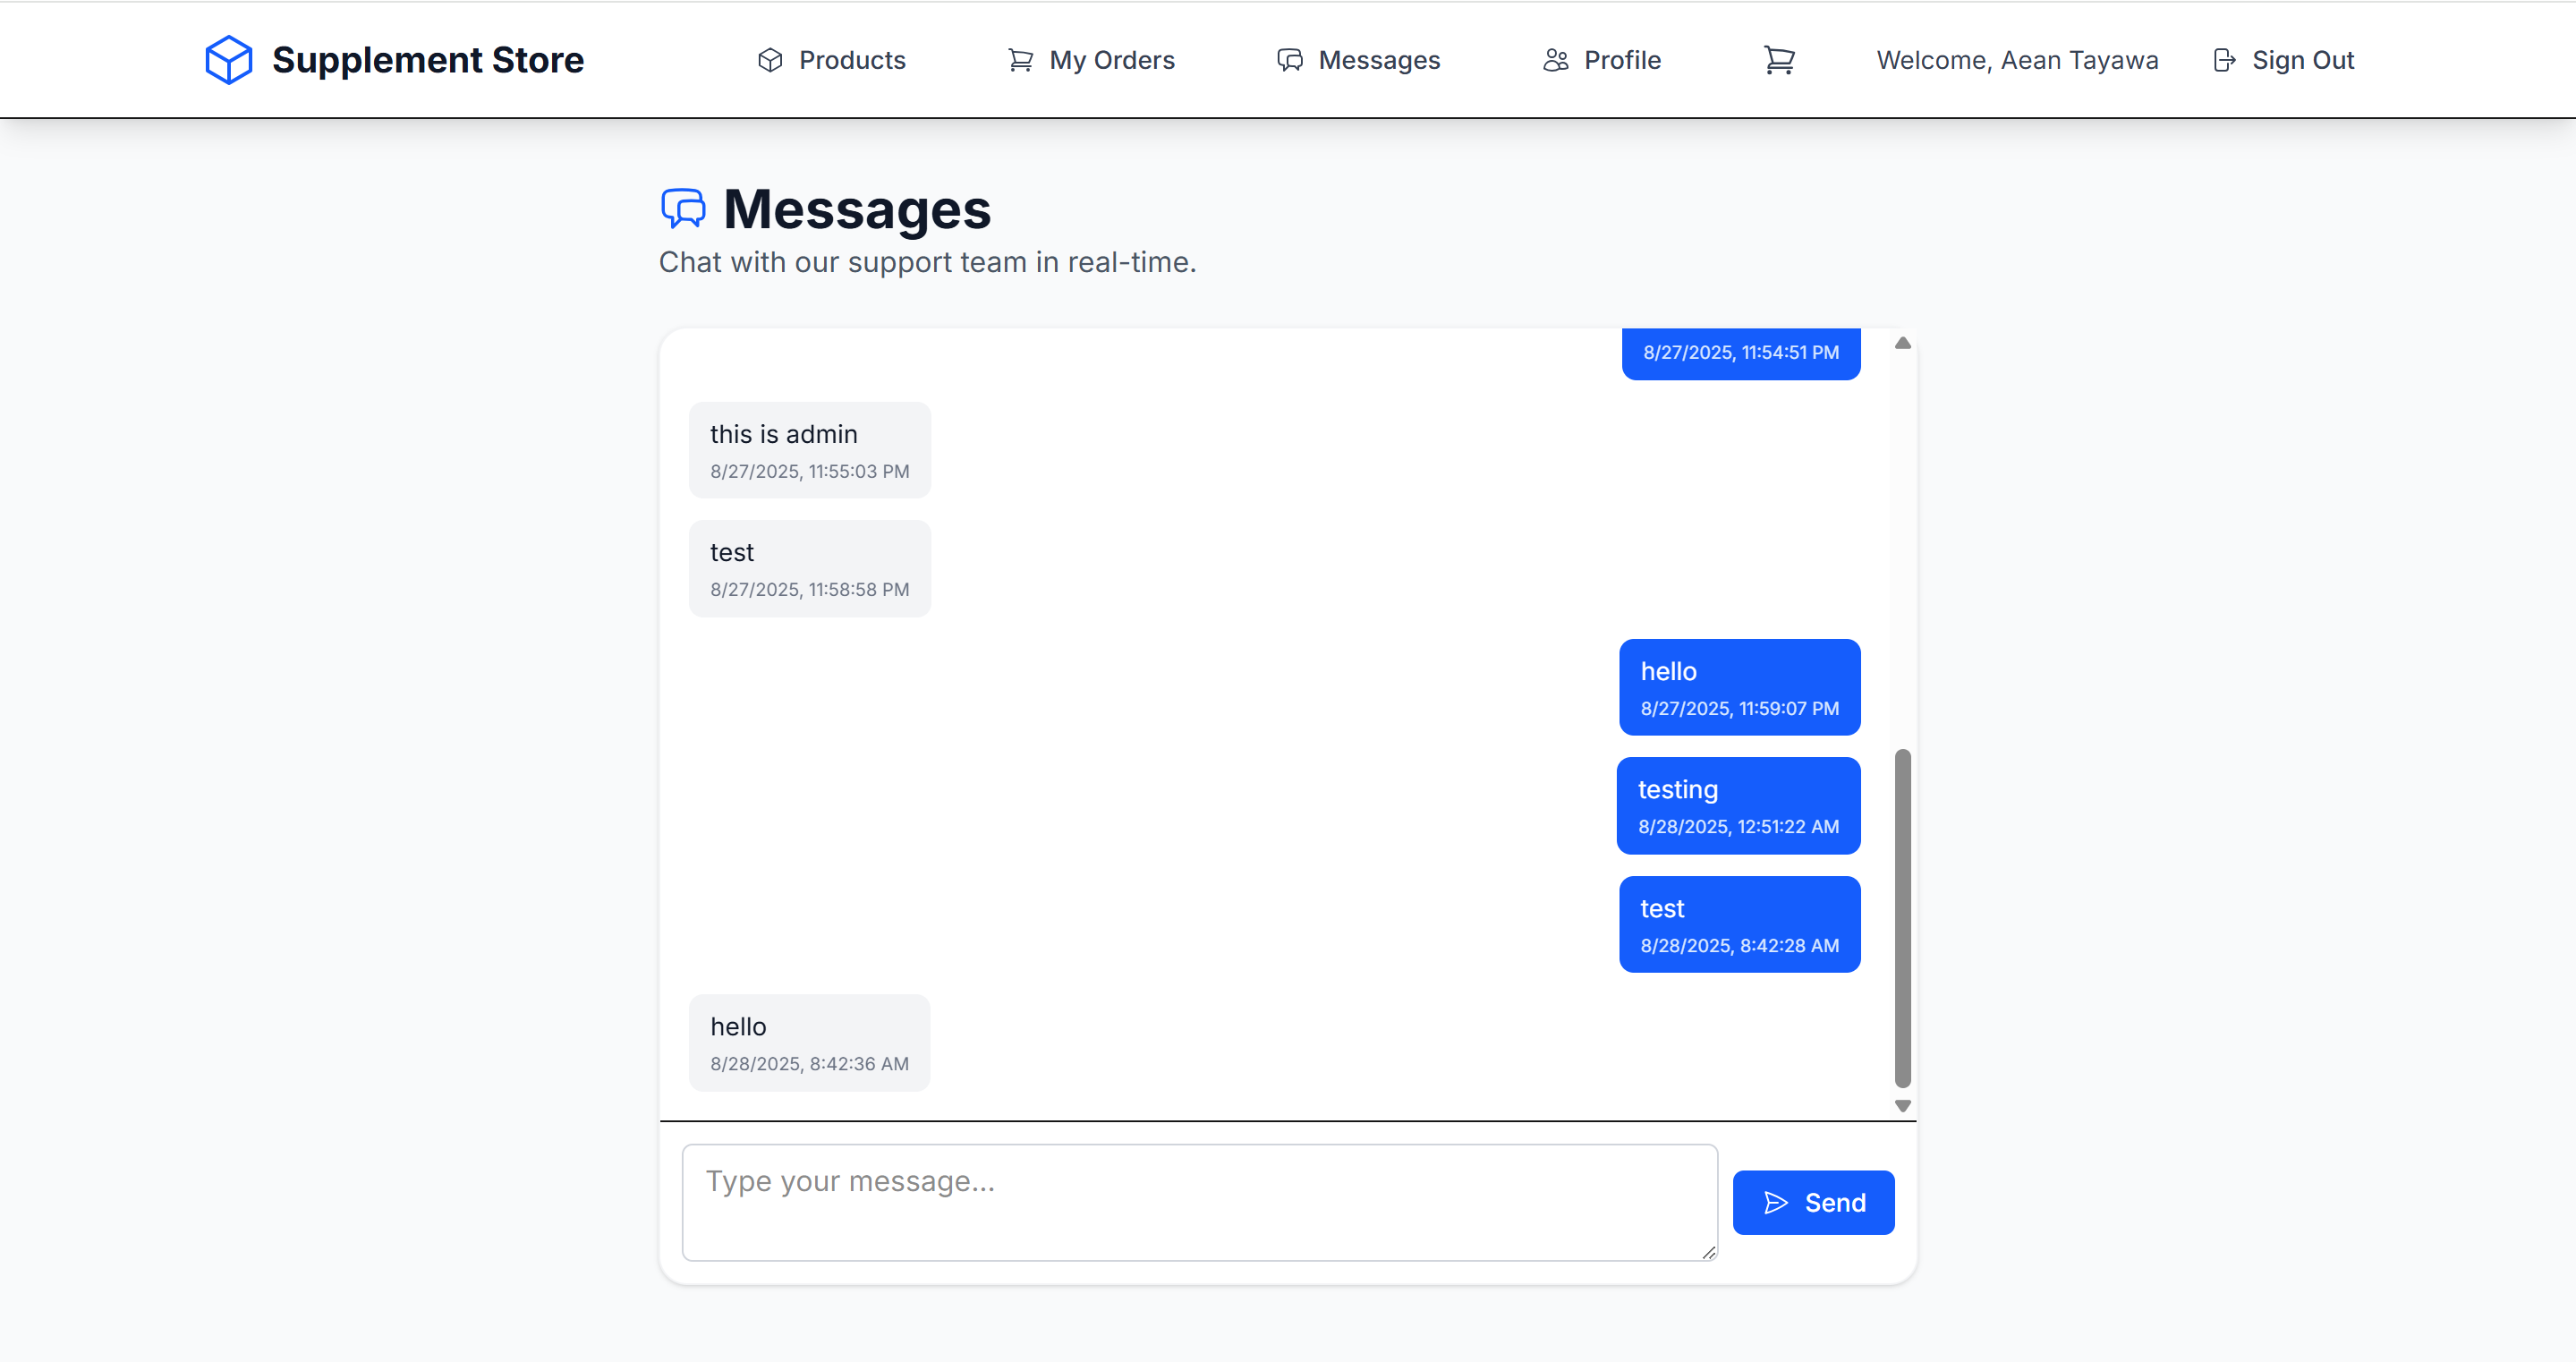 Supplement Store
Products
My Orders
Messages
Profile
Welcome, Aean Tayawa
Sign Out
Messages
Chat with our support team in real-time.
8/27/2025, 11:54:51 PM
this is admin
8/27/2025, 11:55:03 PM
test
8/27/2025, 11:58:58 PM
hello
8/27/2025, 11:59:07 PM
testing
8/28/2025, 12:51:22 AM
test
8/28/2025, 8:42:28 AM
hello
8/28/2025, 8:42:36 AM
Type your message...
Send